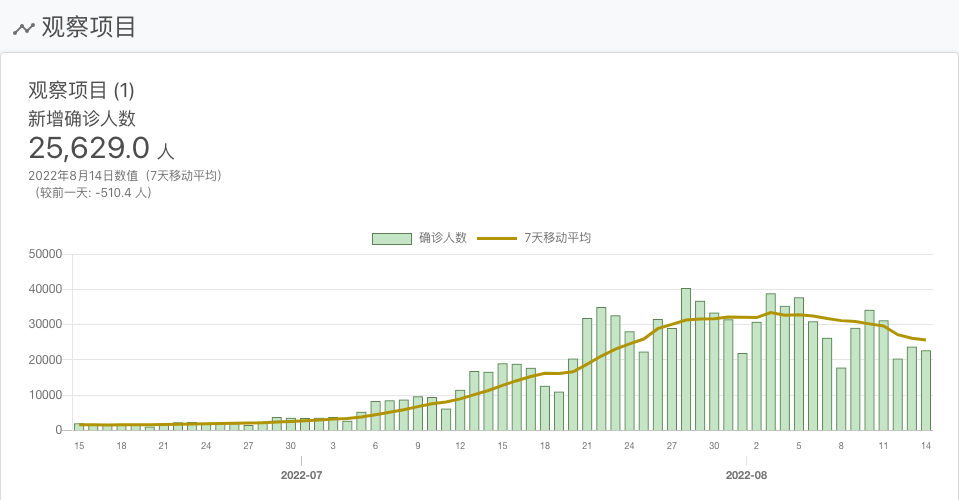 观察项目
观察项目 (1)
新增确诊人数
25,629.0 人
2022年8月14日数值（7天移动平均）
（较前一天: -510.4 人）
确诊人数 7天移动平均
50000
40000
30000
20000
10000
0
15 18 21 24 27 30 3 6 9 12 15 18 21 24 27 30 2 5 8 11 14
2022-07 2022-08